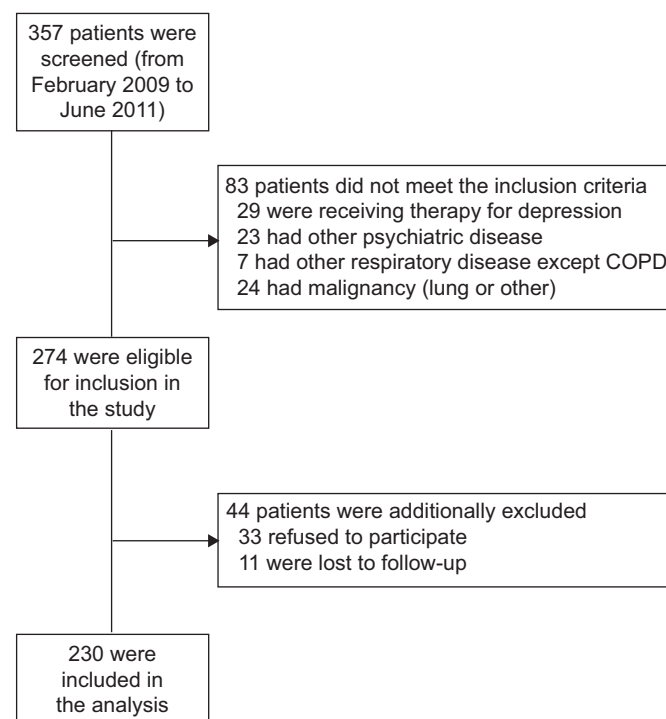 357 patients were
screened (from
February 2009 to
June 2011)
83 patients did not meet the inclusion criteria
29 were receiving therapy for depression
23 had other psychiatric disease
7 had other respiratory disease except COPD
24 had malignancy (lung or other)
274 were eligible
for inclusion in
the study
44 patients were additionally excluded
33 refused to participate
11 were lost to follow-up
230 were
included in
the analysis